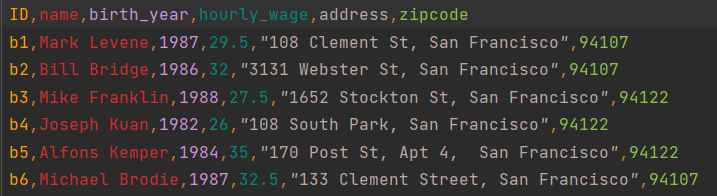 ID,name,birth_year,hourly_wage,address,zipcode
b1,Mark Levene,1987,29.5,"108 Clement St, San Francisco",94107
b2,Bill Bridge,1986,32,"3131 Webster St, San Francisco",94107
b3,Mike Franklin,1988,27.5,"1652 Stockton St, San Francisco",94122
b4,Joseph Kuan,1982,26,"108 South Park, San Francisco",94122
b5,Alfons Kemper,1984,35,"170 Post St, Apt 4,  San Francisco",94122
b6,Michael Brodie,1987,32.5,"133 Clement Street, San Francisco",94107